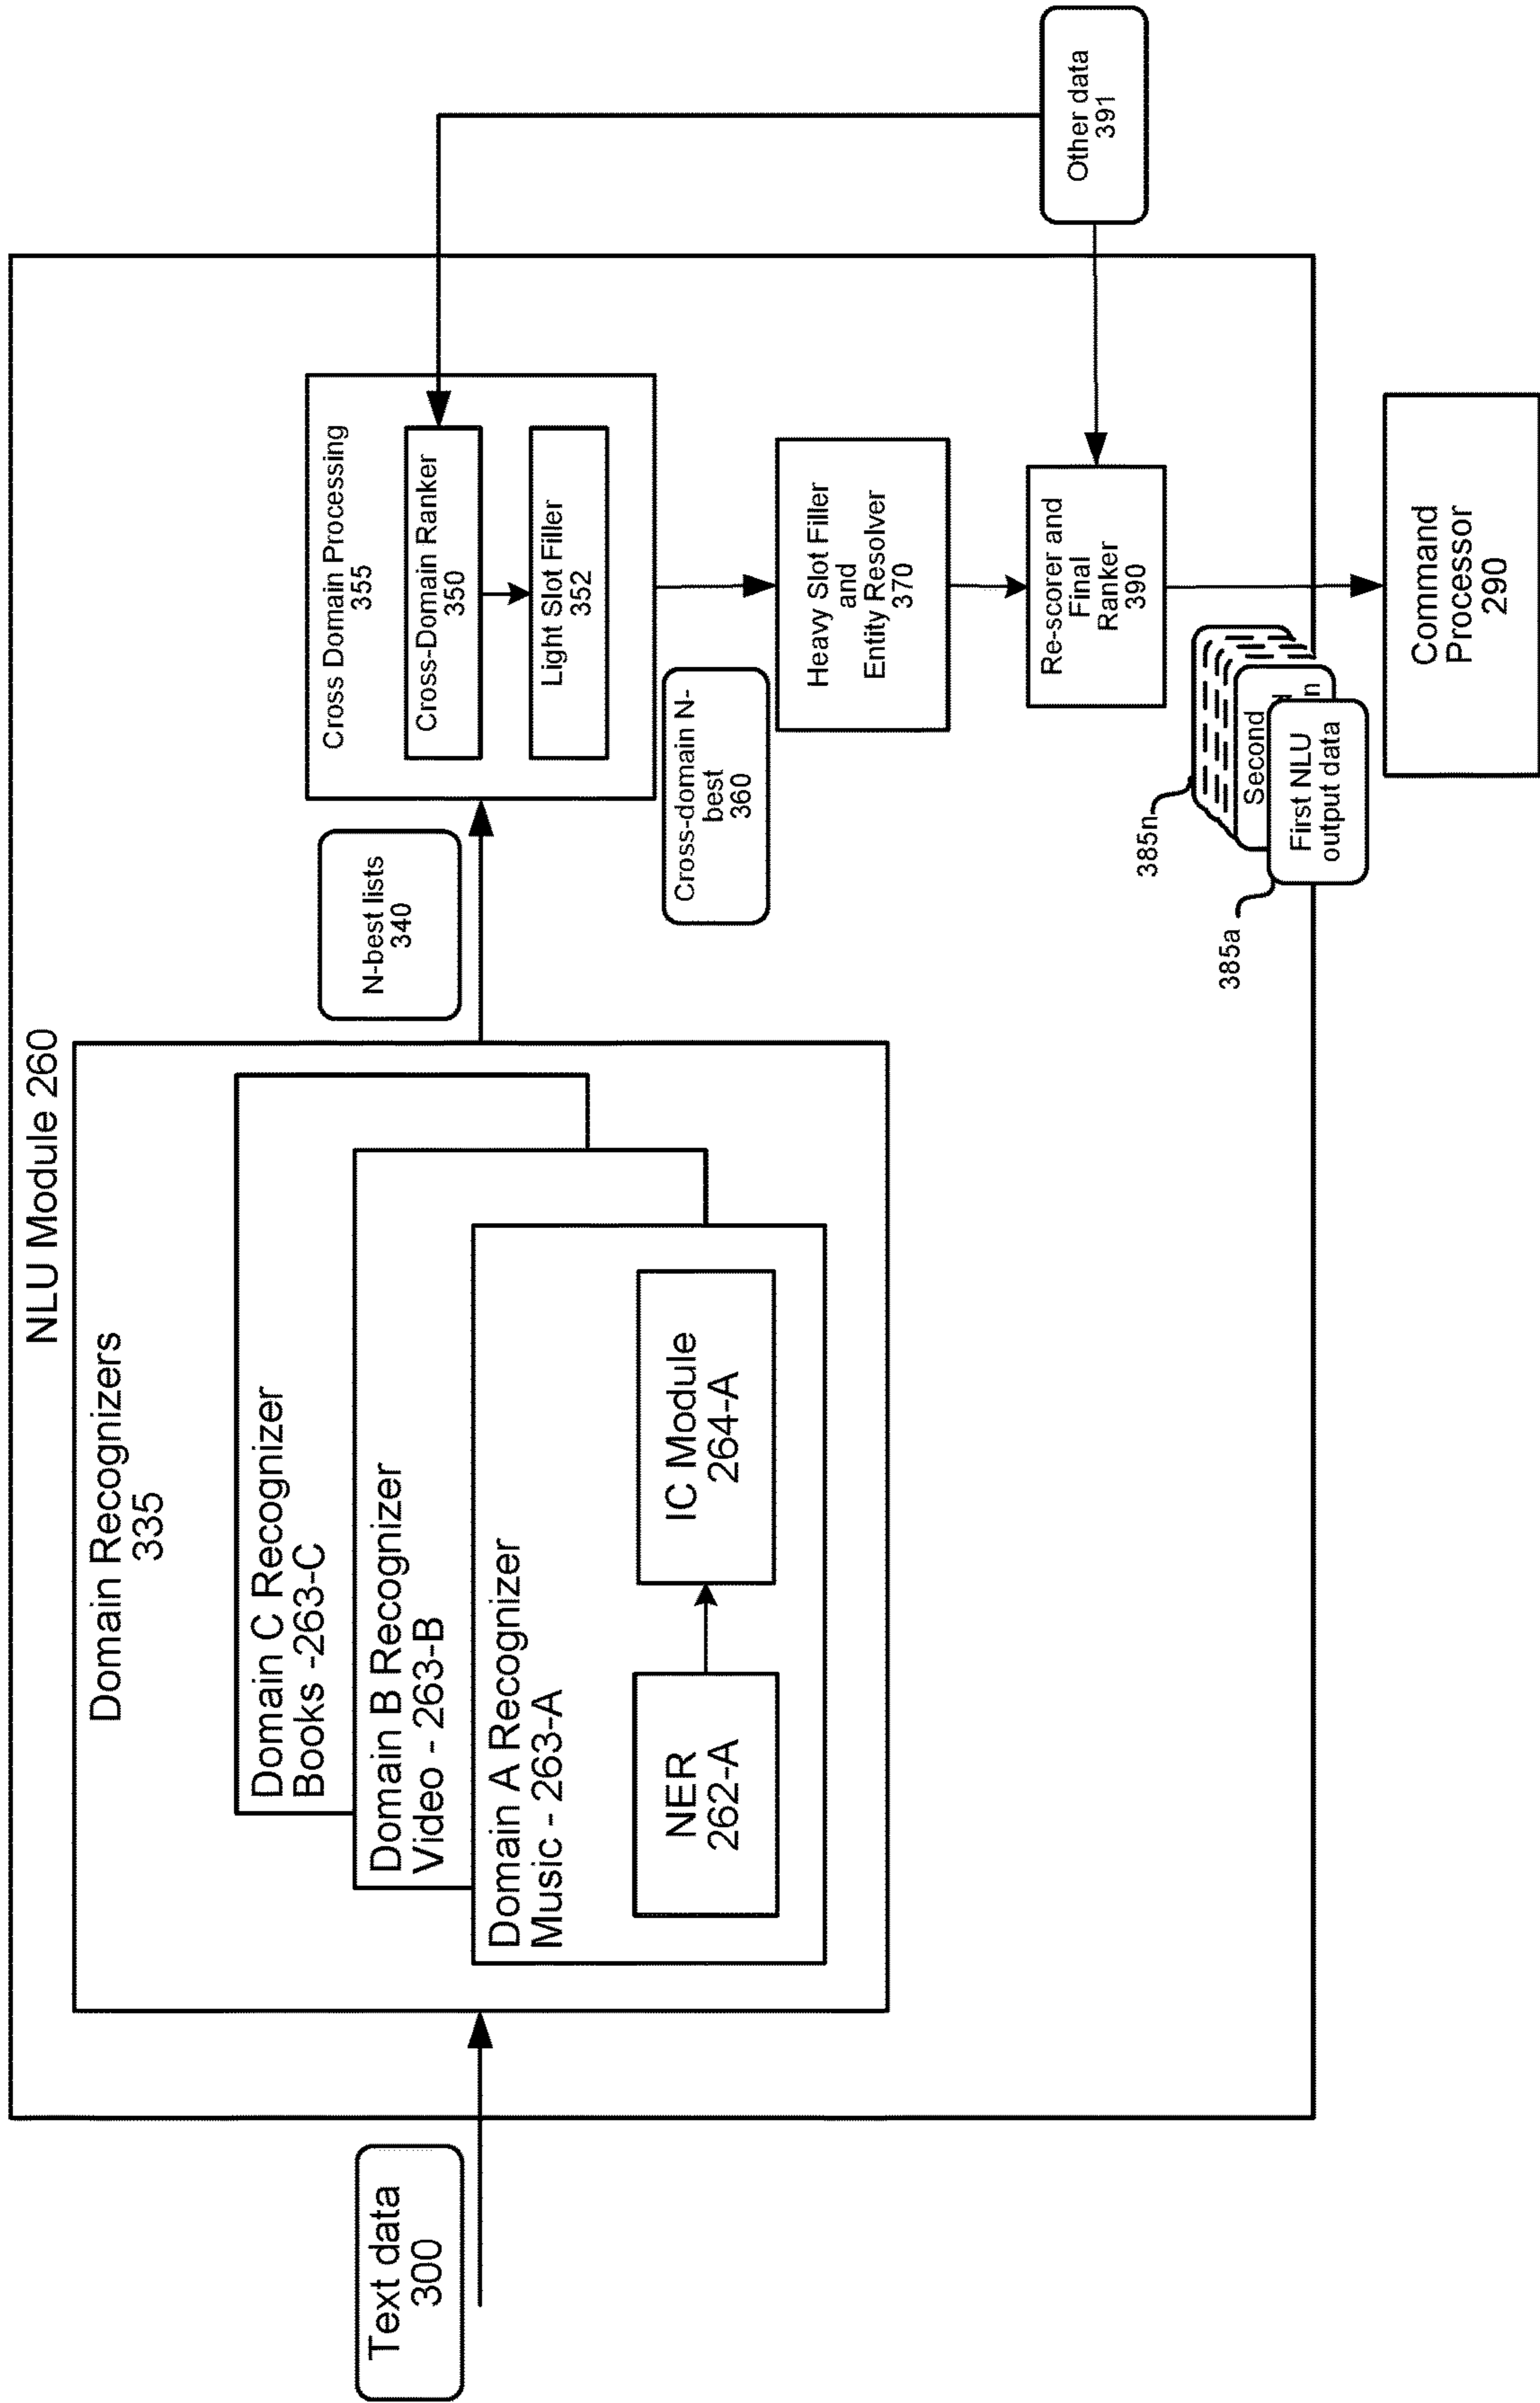 NLU Module 260
Text data
300
Domain Recognizers
335
Domain C Recognizer
Books -263-C
Domain B Recognizer
Video - 263-B
Domain A Recognizer
Music - 263-A
NER
262-A
IC Module
264-A
N-best lists
340
Cross Domain Processing
355
Cross-Domain Ranker
350
Light Slot Filler
352
Cross-domain N-
best
360
Heavy Slot Filler
and
Entity Resolver
370
Re-scorer and
Final
Ranker
390
Other data
391
385n
385a
Second
First NLU
output data
Command
Processor
290